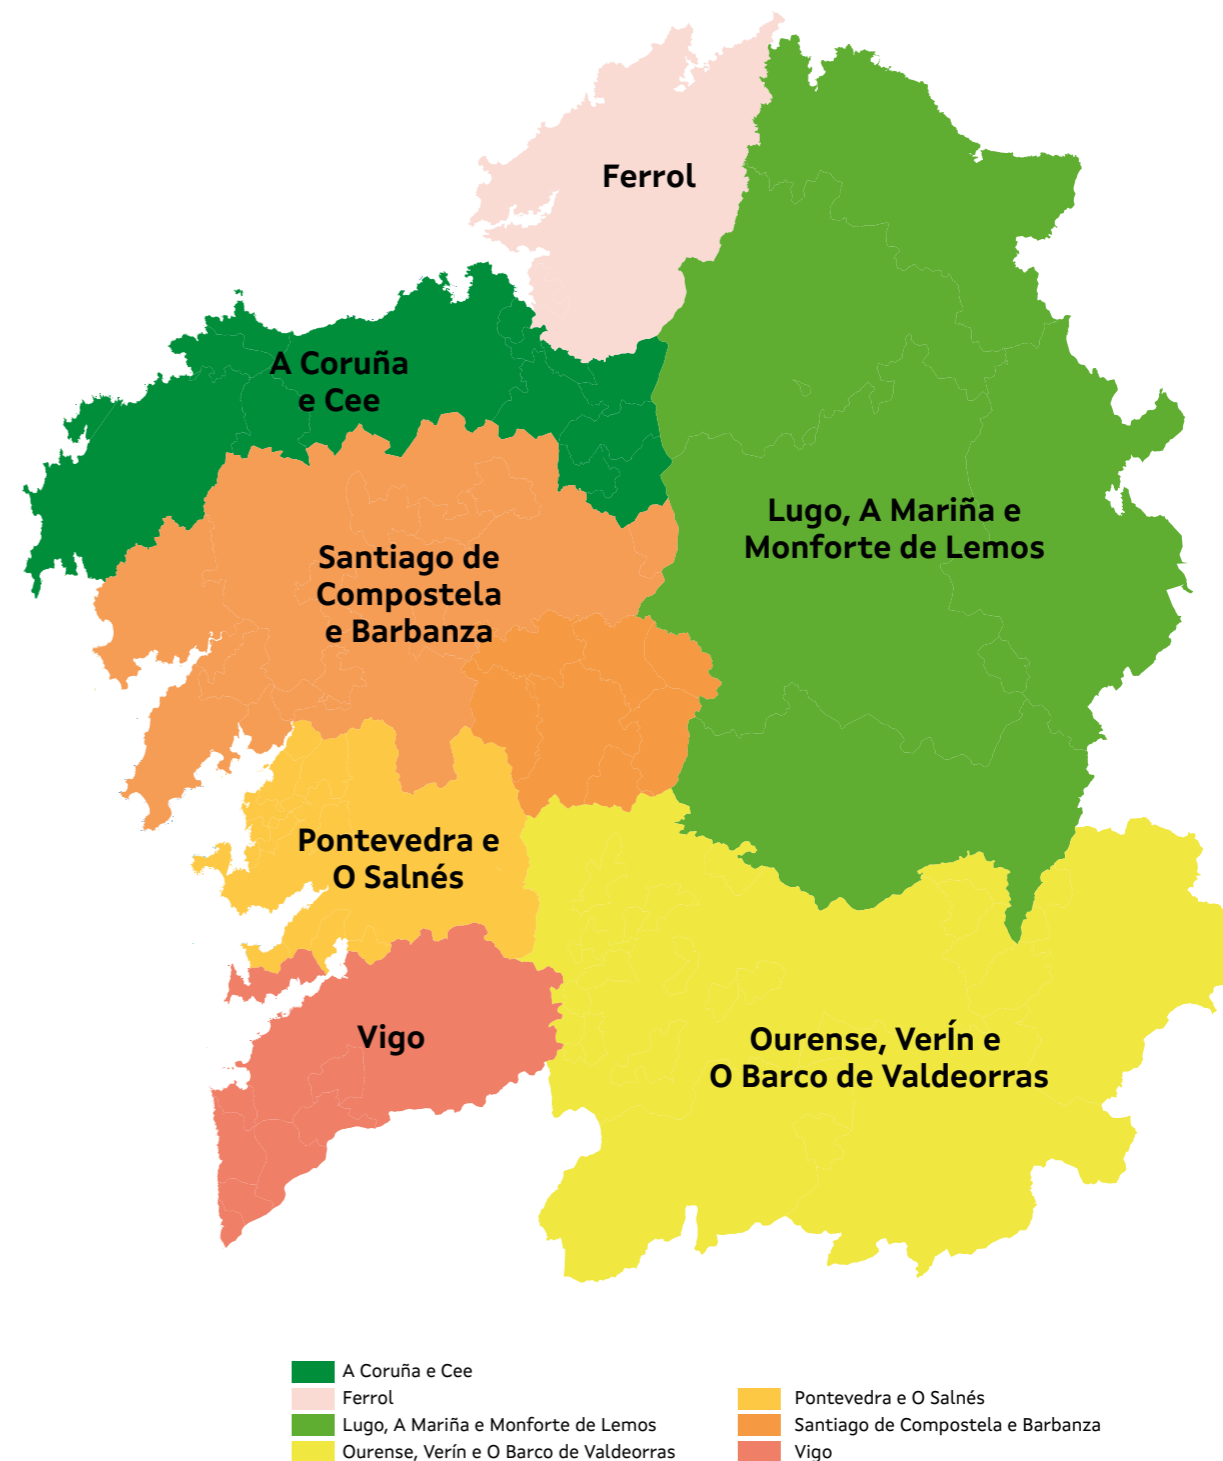 Ferrol
A Coruña
e Cee
Lugo, A Mariña e
Monforte de Lemos
Santiago de
Compostela
e Barbanza
Pontevedra e
O Salnés
Vigo
Ourense, VerÍn e
O Barco de Valdeorras
A Coruña e Cee
Ferrol
Lugo, A Mariña e Monforte de Lemos
Ourense, Verín e O Barco de Valdeorras
Pontevedra e O Salnés
Santiago de Compostela e Barbanza
Vigo